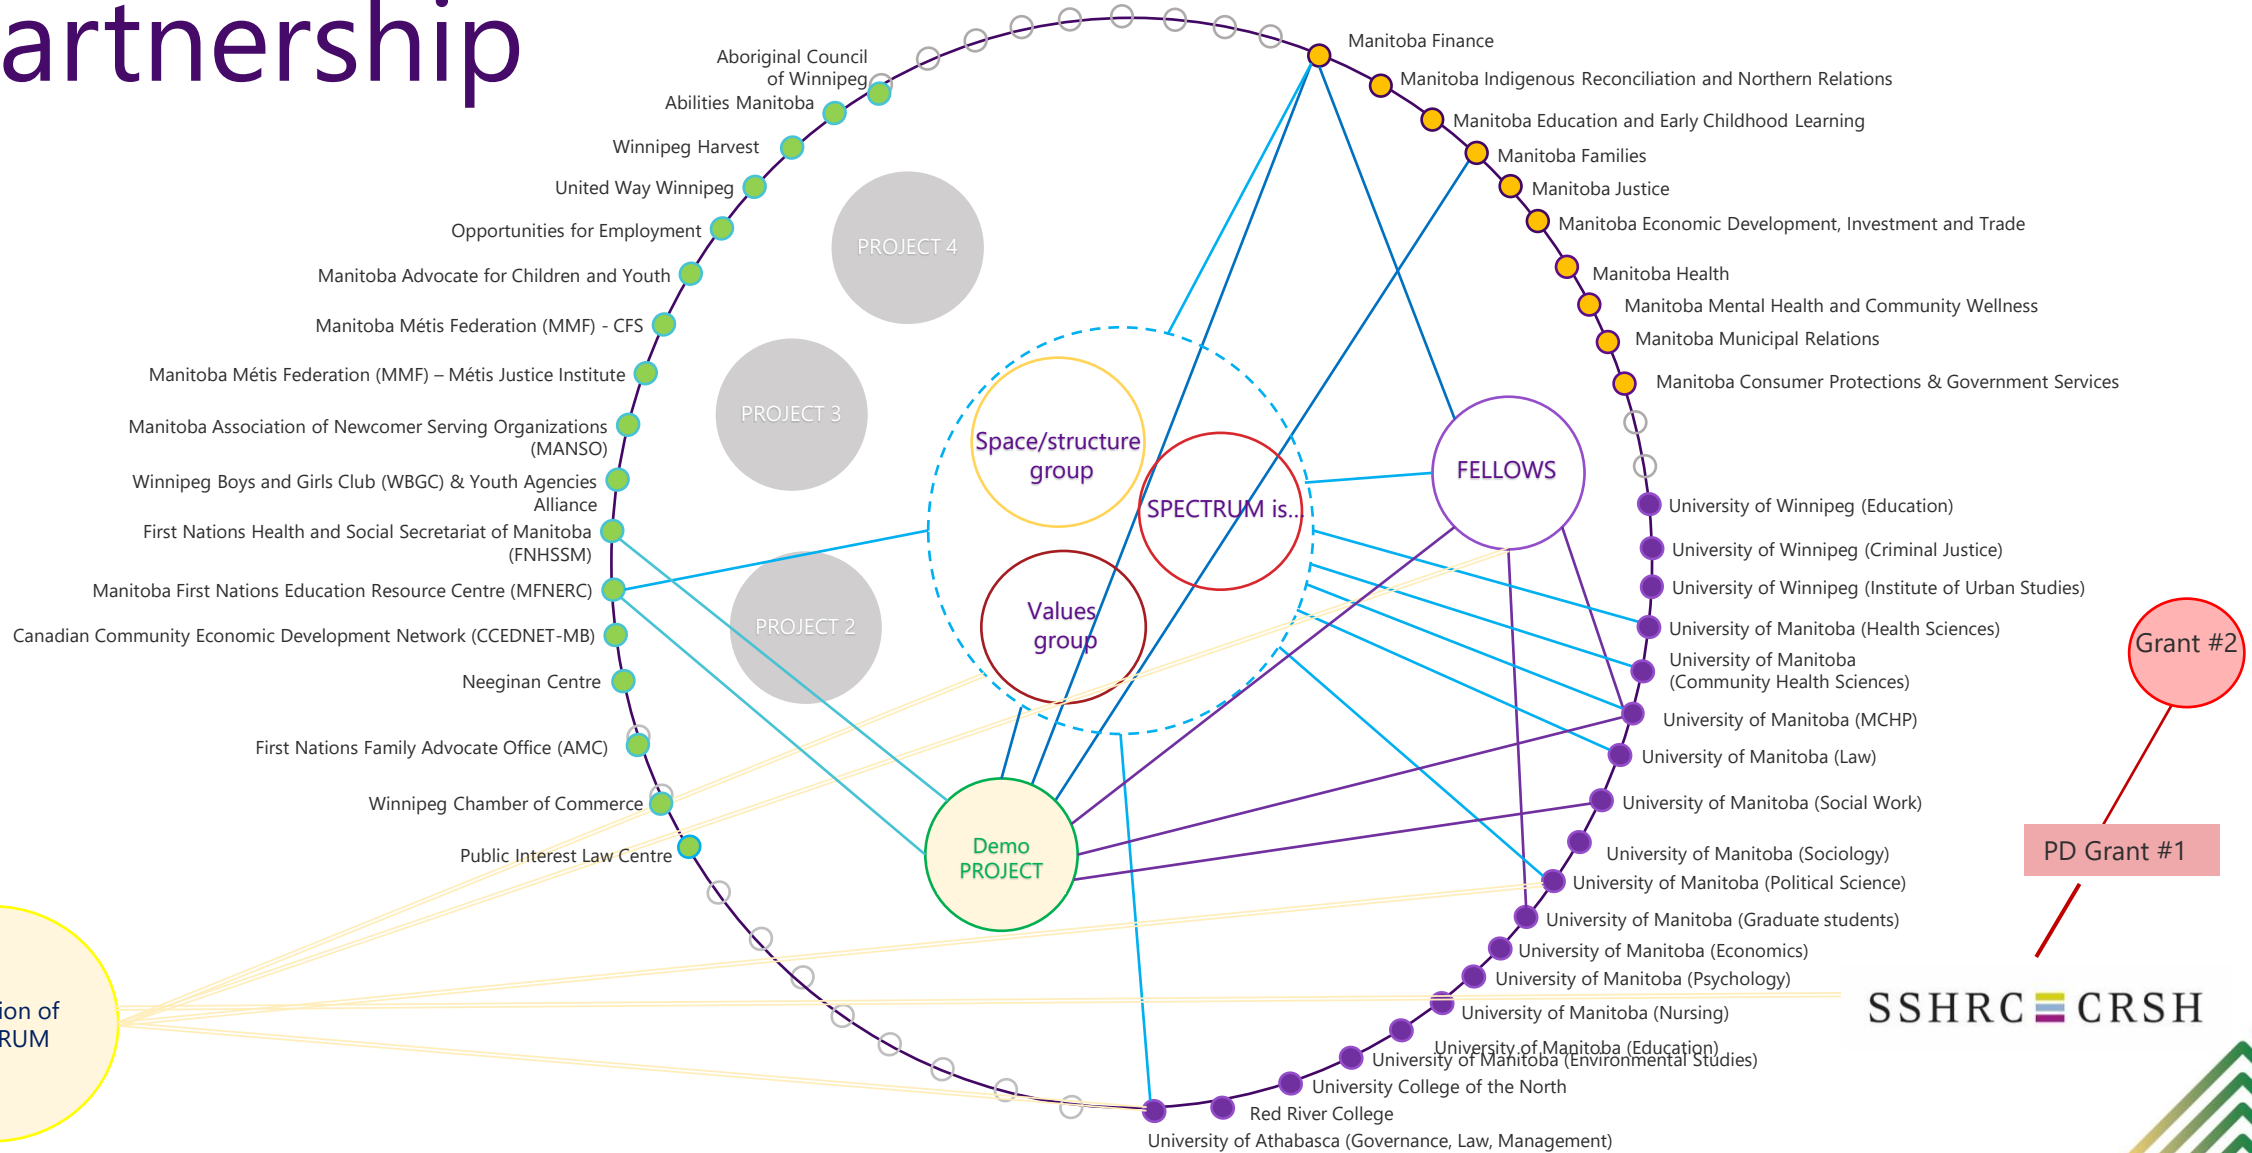 artnership
Aboriginal Council
of Winnipeg
Abilities Manitoba
Winnipeg Harvest
United Way Winnipeg
Opportunities for Employment
Manitoba Advocate for Children and Youth
Manitoba Métis Federation (MMF) - CFS
Manitoba Métis Federation (MMF) – Métis Justice Institute
Manitoba Association of Newcomer Serving Organizations
(MANSO)
Winnipeg Boys and Girls Club (WBGC) & Youth Agencies
Alliance
First Nations Health and Social Secretariat of Manitoba
(FNHSSM)
Manitoba First Nations Education Resource Centre (MFNERC)
Canadian Community Economic Development Network (CCEDNET-MB)
Neeginan Centre
First Nations Family Advocate Office (AMC)
Winnipeg Chamber of Commerce
Public Interest Law Centre
ion of
RUM
PROJECT 4
PROJECT 3
PROJECT 2
Space/structure
group
SPECTRUM is...
Values
group
Demo
PROJECT
FELLOWS
Manitoba Finance
Manitoba Indigenous Reconciliation and Northern Relations
Manitoba Education and Early Childhood Learning
Manitoba Families
Manitoba Justice
Manitoba Economic Development, Investment and Trade
Manitoba Health
Manitoba Mental Health and Community Wellness
Manitoba Municipal Relations
Manitoba Consumer Protections & Government Services
University of Winnipeg (Education)
University of Winnipeg (Criminal Justice)
University of Winnipeg (Institute of Urban Studies)
University of Manitoba (Health Sciences)
University of Manitoba
(Community Health Sciences)
University of Manitoba (MCHP)
University of Manitoba (Law)
University of Manitoba (Social Work)
University of Manitoba (Sociology)
University of Manitoba (Political Science)
University of Manitoba (Graduate students)
University of Manitoba (Economics)
University of Manitoba (Psychology)
University of Manitoba (Nursing)
University of Manitoba (Education)
University of Manitoba (Environmental Studies)
University College of the North
Red River College
University of Athabasca (Governance, Law, Management)
Grant #2
PD Grant #1
SSHRC CRSH